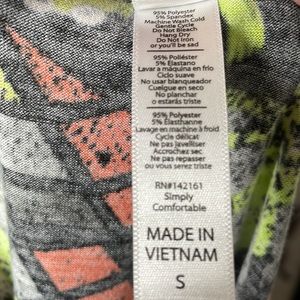 95% Polyester
5% Spandex
Machine Wash Cold
Gentle Cycle
Do Not Bleach
Hang Dry
Do Not Iron
or you'll be sad
95% Poliéster
5% Elastano
Lavar a máquina en frío
Ciclo suave
No usar blanqueador
Cuelgue en seco
No planchar
o estarás triste
95% Polyester
5% Elasthanne
Lavage en machine à froid
Cycle délicat
Ne pas Javelliser
Accrochez sec
Ne pas repasser
ou vous serez triste
RN#142161
Simply
Comfortable
MADE IN
VIETNAM
S